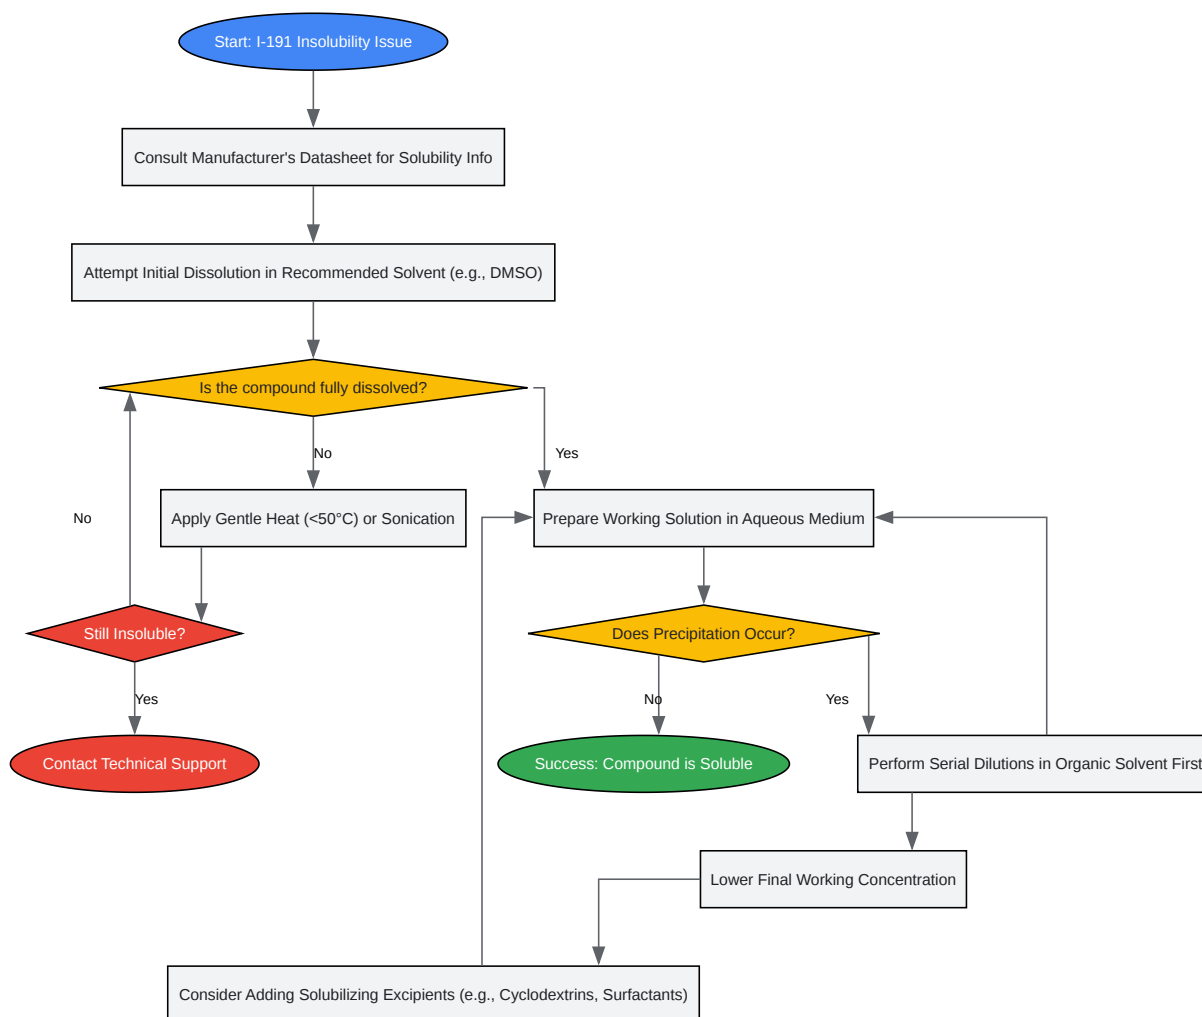 Start: I-191 Insolubility Issue
Consult Manufacturer's Datasheet for Solubility Info
Attempt Initial Dissolution in Recommended Solvent (e.g., DMSO)
Is the compound fully dissolved?
No
Yes
Apply Gentle Heat (<50°C) or Sonication
Prepare Working Solution in Aqueous Medium
No
Still Insoluble?
Does Precipitation Occur?
Yes
No
Yes
Contact Technical Support
Success: Compound is Soluble
Perform Serial Dilutions in Organic Solvent First
Lower Final Working Concentration
Consider Adding Solubilizing Excipients (e.g., Cyclodextrins, Surfactants)